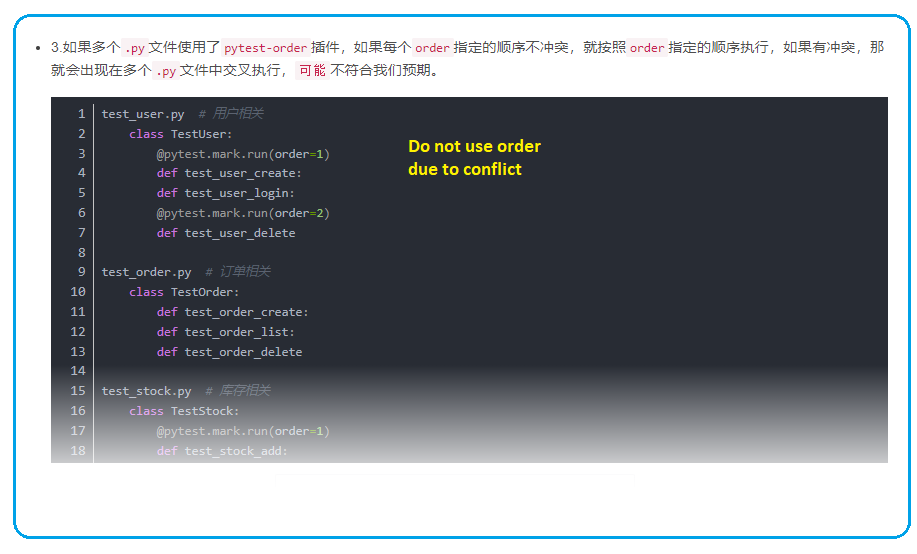 3.如果多个 .py 文件使用了 pytest-order 插件，如果每个 order 指定的顺序不冲突，就按照 order 指定的顺序执行，如果有冲突，那
就会出现在多个 .py 文件中交叉执行， 可能 不符合我们预期。
1 test_user.py # 用户相关
2 class TestUser:
3 @pytest.mark.run(order=1)
4 def test_user_create:
5 def test_user_login:
6 @pytest.mark.run(order=2)
7 def test_user_delete
8
9 test_order.py # 订单相关
10 class TestOrder:
11 def test_order_create:
12 def test_order_list:
13 def test_order_delete
14
15 test_stock.py # 库存相关
16 class TestStock:
17 @pytest.mark.run(order=1)
18 def test_stock_add:
Do not use order
due to conflict